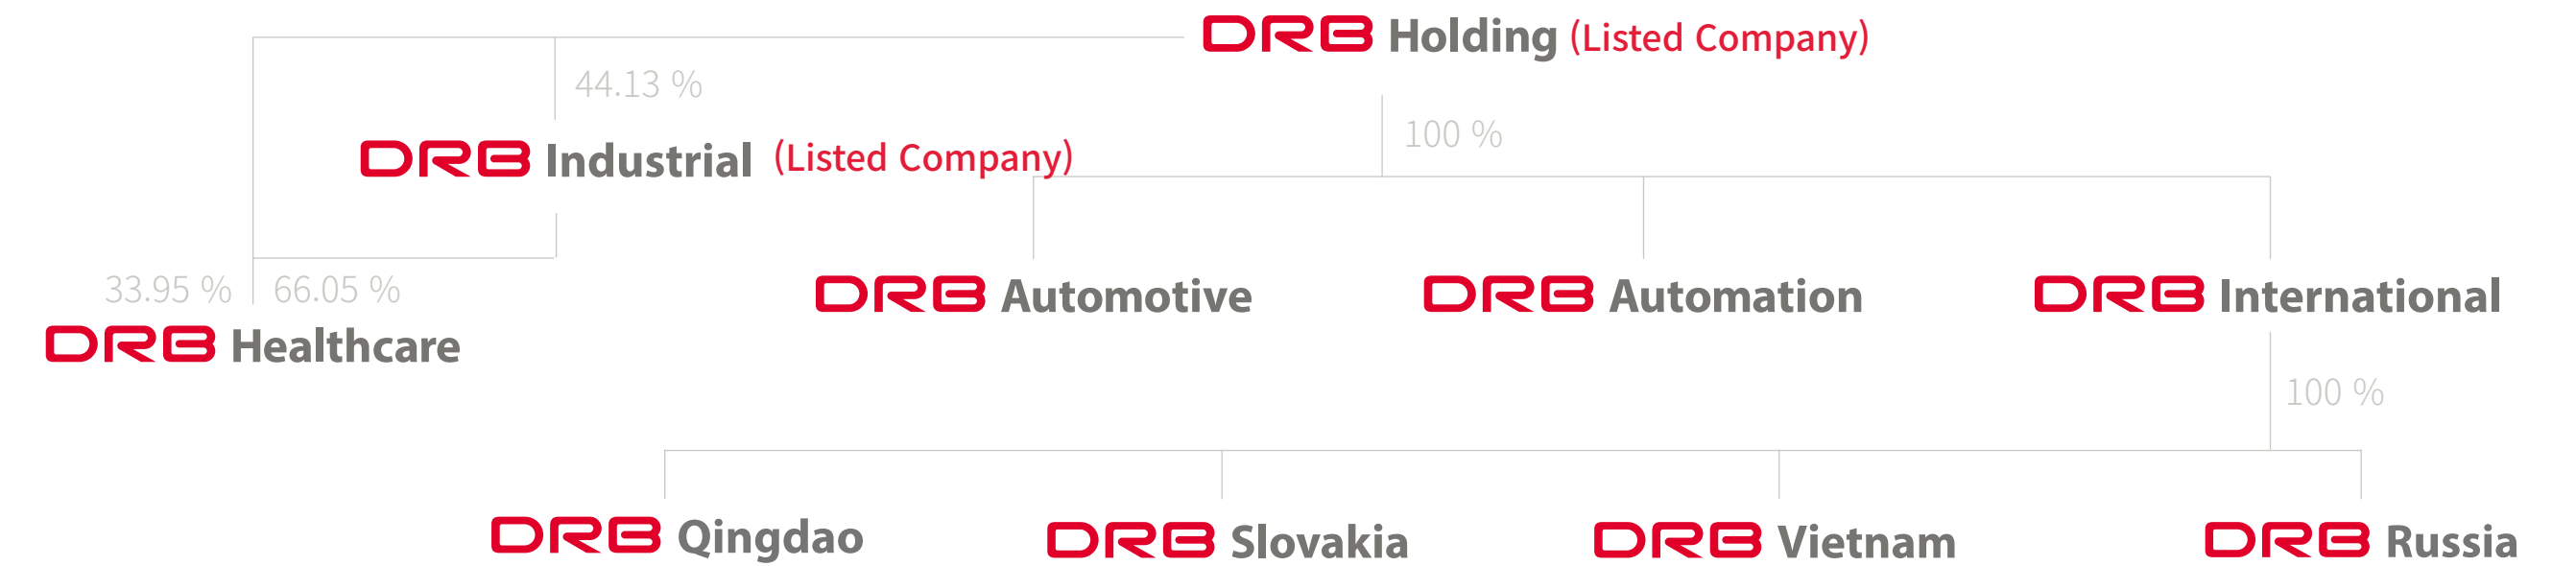 DRB Holding (Listed Company)
44.13 %
100 %
DRB Industrial (Listed Company)
33.95 % 66.05 %
DRB Automotive
DRB Automation
DRB International
DRB Healthcare
100 %
DRB Qingdao
DRB Slovakia
DRB Vietnam
DRB Russia